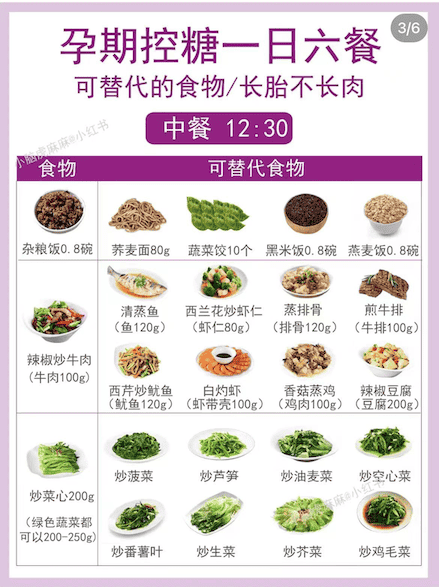 孕期控糖一日六餐
3/6
可替代的食物/长胎不长肉
中餐 12:30
小脑虎麻麻@小红书
食物 可替代食物
杂粮饭0.8碗 荞麦面80g 蔬菜饺10个 黑米饭0.8碗 燕麦饭0.8碗
清蒸鱼 西兰花炒虾仁 蒸排骨 煎牛排
(鱼120g) (虾仁80g) (排骨120g) (牛排100g)
辣椒炒牛肉
(牛肉100g)
西芹炒鱿鱼 白灼虾 香菇蒸鸡 辣椒豆腐
(鱿鱼120g) (虾带壳100g) (鸡肉100g) (豆腐200g)
炒菠菜 炒芦笋 炒油麦菜 炒空心菜
炒菜心200g
(绿色蔬菜都
可以200-250g)
炒番薯叶 炒生菜 炒芥菜 炒鸡毛菜